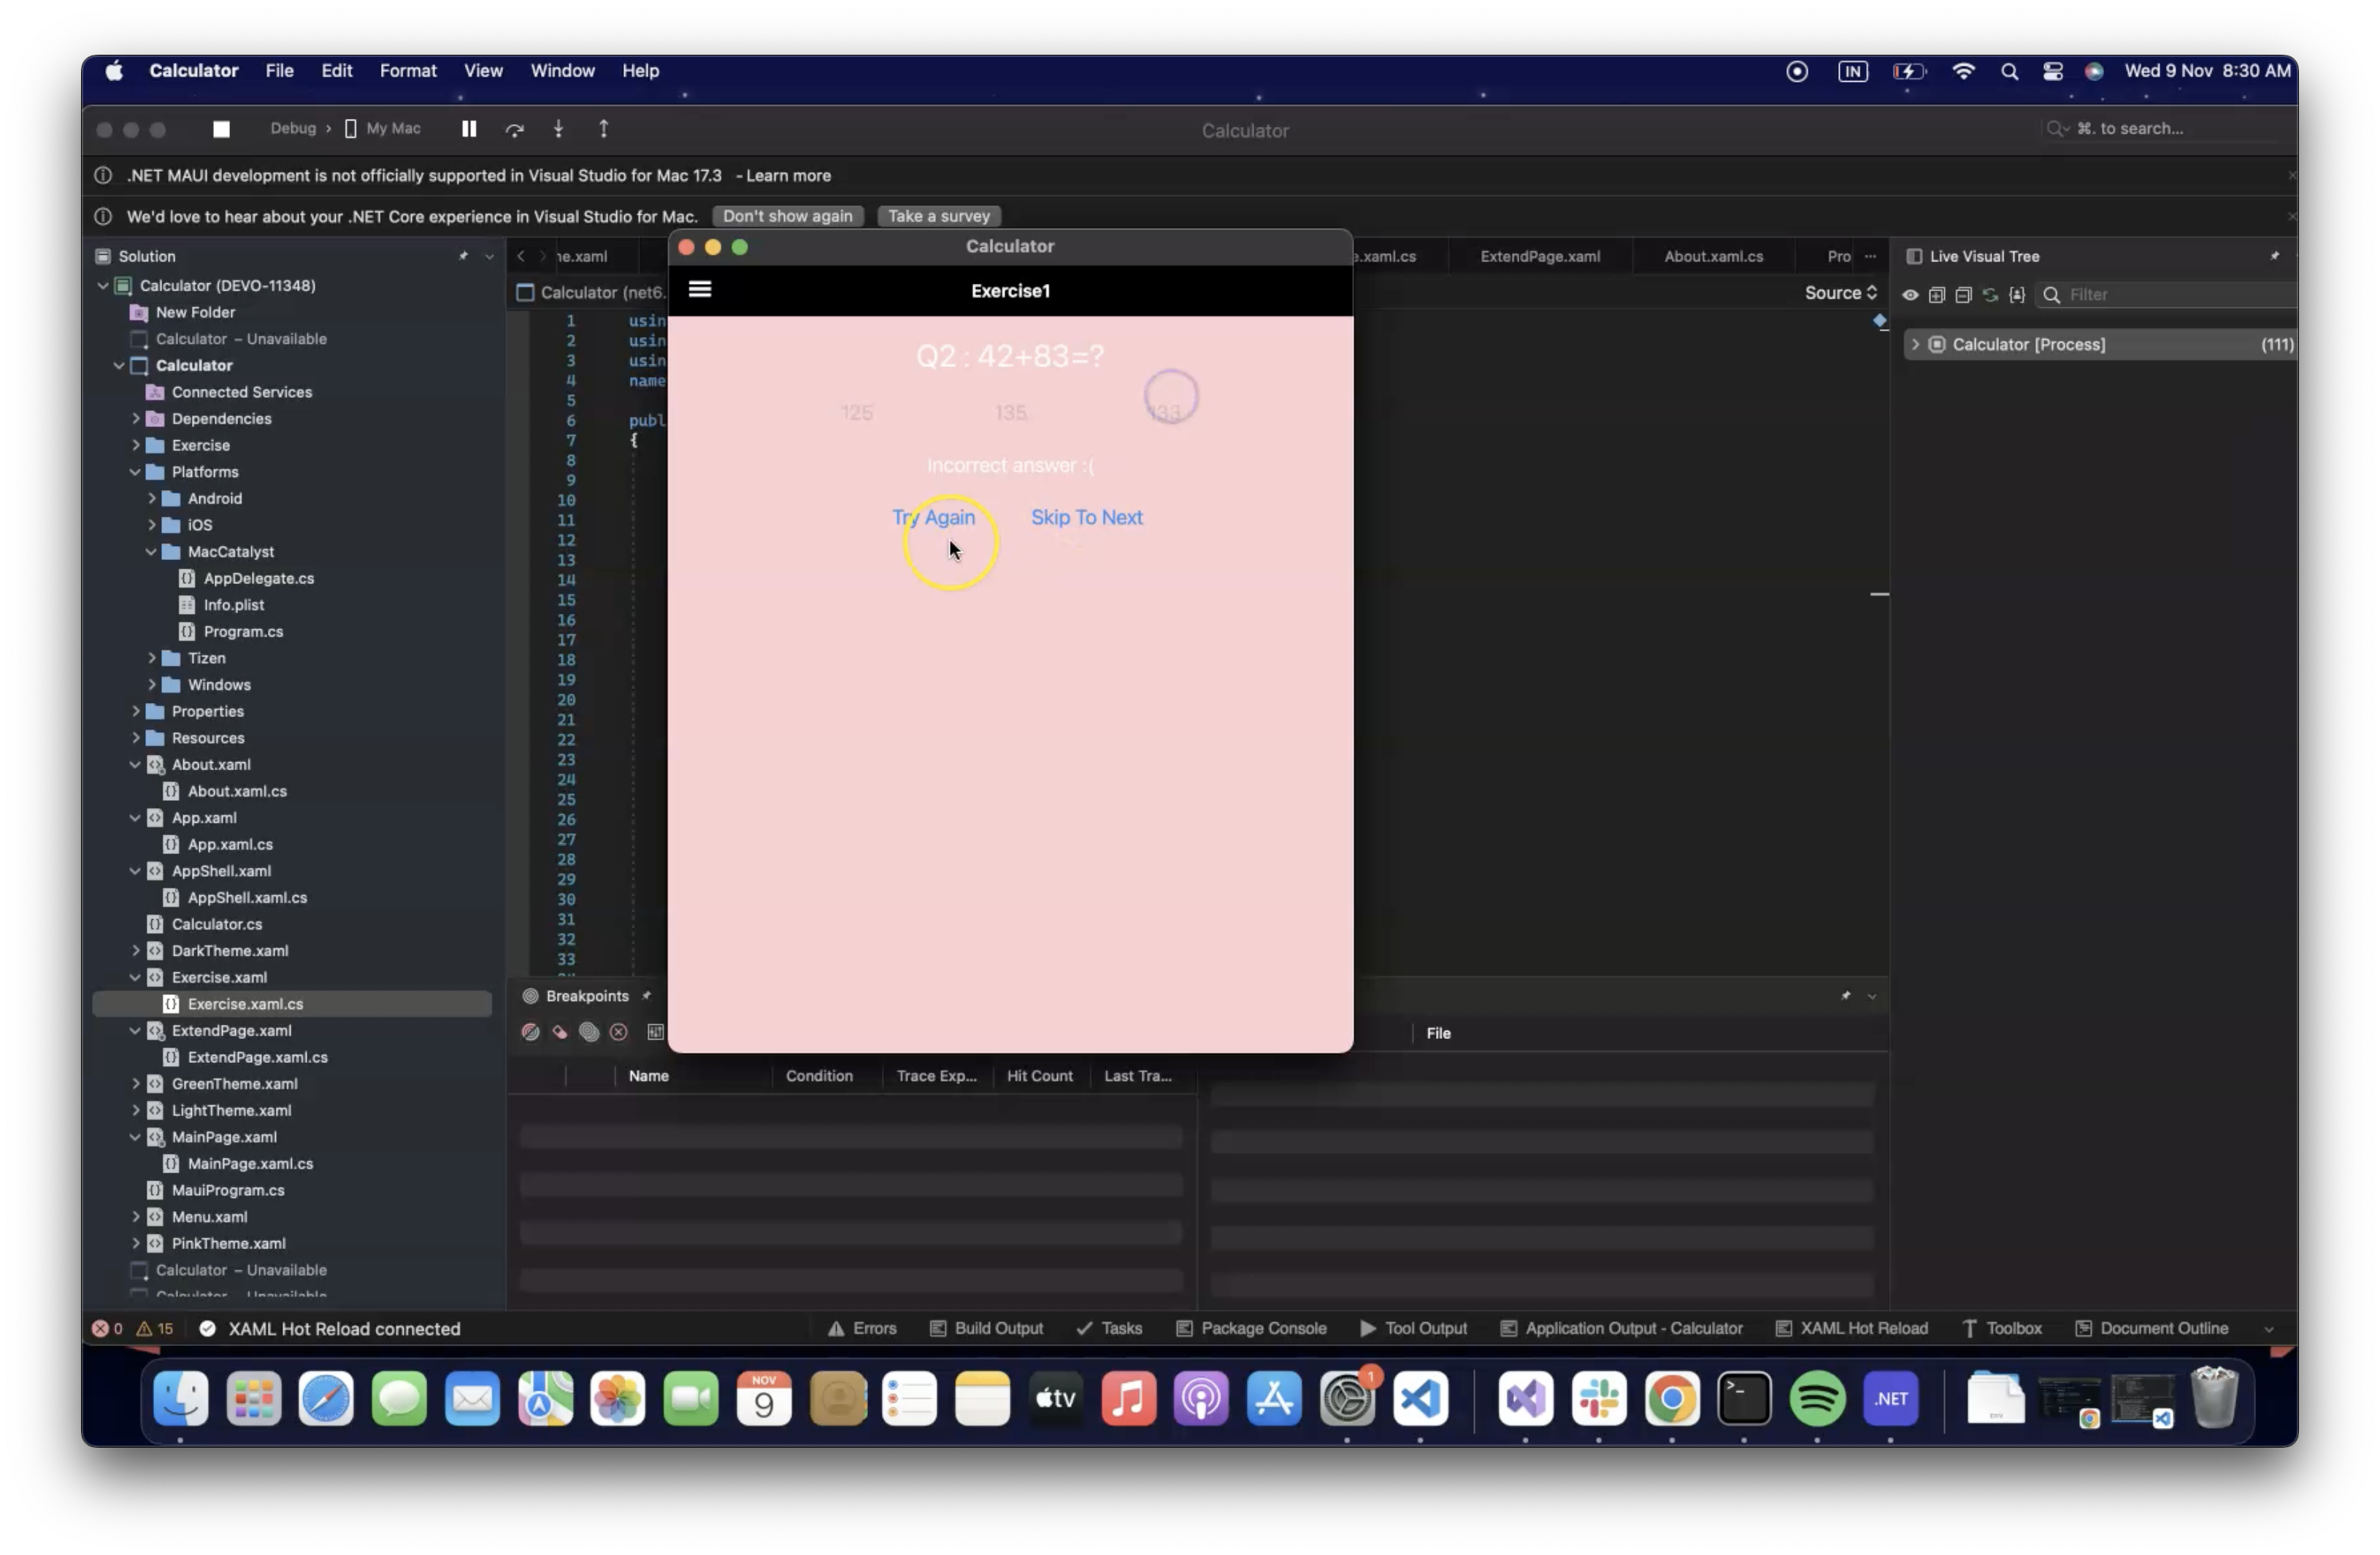 Calculator File Edit Format View Window Help
IN Wed 9 Nov 8:30 AM
Debug › My Mac
Calculator
⌘. to search...
.NET MAUI development is not officially supported in Visual Studio for Mac 17.3 - Learn more
We'd love to hear about your .NET Core experience in Visual Studio for Mac. Don't show again Take a survey
Solution
Calculator (DEVO-11348)
New Folder
Calculator – Unavailable
Calculator
Connected Services
Dependencies
Exercise
Platforms
Android
iOS
MacCatalyst
AppDelegate.cs
Info.plist
Program.cs
Tizen
Windows
Properties
Resources
About.xaml
About.xaml.cs
App.xaml
App.xaml.cs
AppShell.xaml
AppShell.xaml.cs
Calculator.cs
DarkTheme.xaml
Exercise.xaml
Exercise.xaml.cs
ExtendPage.xaml
ExtendPage.xaml.cs
GreenTheme.xaml
LightTheme.xaml
MainPage.xaml
MainPage.xaml.cs
MauiProgram.cs
Menu.xaml
PinkTheme.xaml
Calculator – Unavailable
Calculator – Unavailable
ne.xaml
e.xaml.cs ExtendPage.xaml About.xaml.cs Pro ...
Calculator (net6.
Source
1 usin
2 usin
3 usin
4 name
5
6 publ
7 {
8
9
10
11
12
13
14
15
16
17
18
19
20
21
22
23
24
25
26
27
28
29
30
31
32
33
Calculator
Exercise1
Q2 : 42+83=?
125 135
Incorrect answer :(
Try Again Skip To Next
Live Visual Tree
Filter
Calculator [Process] (111)
Breakpoints
File
Name Condition Trace Exp... Hit Count Last Tra...
0 15 XAML Hot Reload connected
Errors Build Output Tasks Package Console Tool Output Application Output - Calculator XAML Hot Reload Toolbox Document Outline
NOV
9
tv
1
>_
.NET